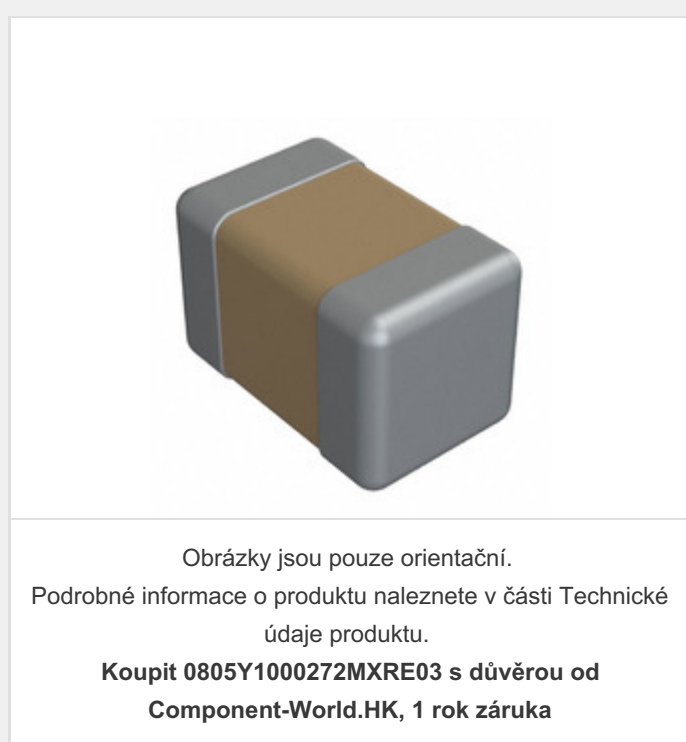 Obrázky jsou pouze orientační.
Podrobné informace o produktu naleznete v části Technické
údaje produktu.
Koupit 0805Y1000272MXRE03 s důvěrou od
Component-World.HK, 1 rok záruka